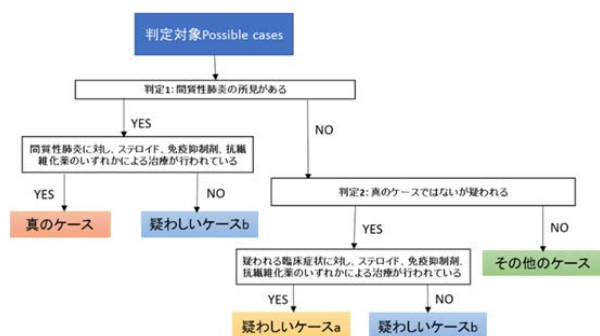 判定対象Possible cases
判定1：間質性肺炎の所見がある
YES
NO
間質性肺炎に対し、ステロイド、免疫抑制剤、抗
線維化薬のいずれかによる治療が行われている
YES
NO
判定2：真のケースではないが疑われる
真のケース
疑わしいケースb
YES
NO
疑われる臨床症状に対し、ステロイド、免疫抑制剤、
抗線維化薬のいずれかによる治療が行われている
その他のケース
YES
NO
疑わしいケースa
疑わしいケースb